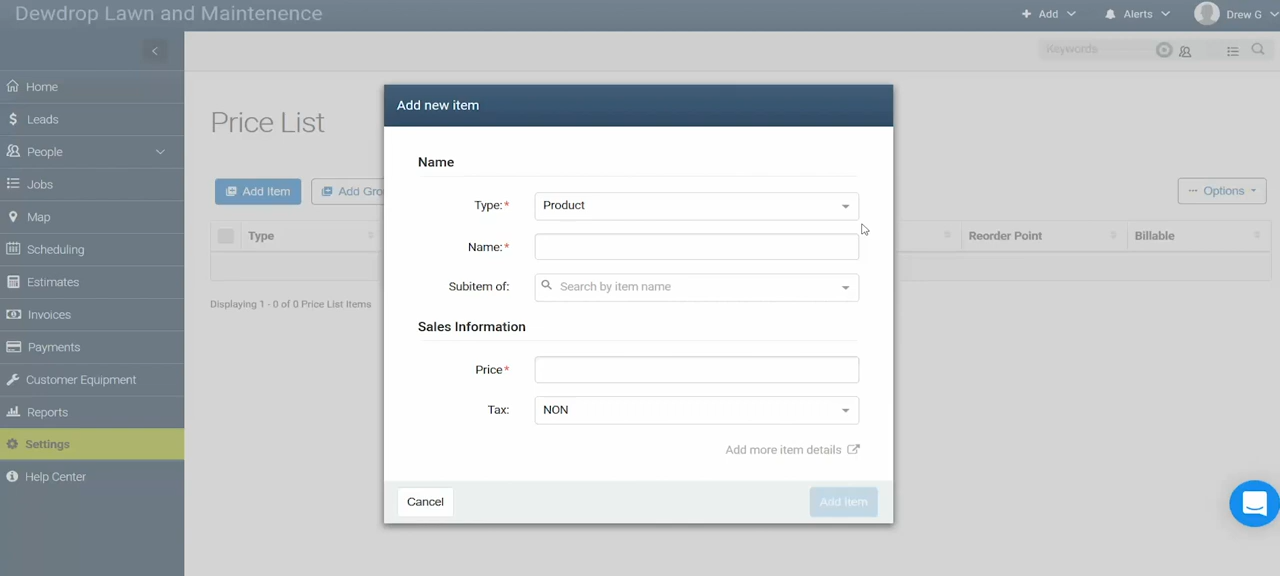 Dewdrop Lawn and Maintenence
Add
Alerts
Drew G
Keywords
Home
Leads
People
Jobs
Map
Scheduling
Estimates
Invoices
Payments
Customer Equipment
Reports
Settings
Help Center
Price List
Add Item
Add Gro
Options
Type
Reorder Point
Billable
Displaying 1 - 0 of 0 Price List Items
Add new item
Name
Type:*
Product
Name:*
Subitem of:
Search by item name
Sales Information
Price*
Tax:
NON
Add more item details
Cancel
Add Item